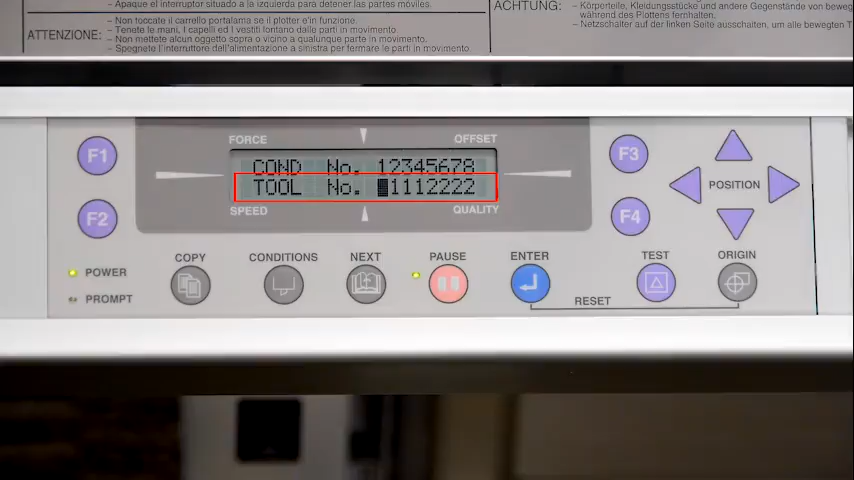 - Apaque el interruptor situado a la izquierda para detener las partes móviles.
ATTENZIONE:
- Non toccate il carrello portalama se il plotter e'in funzione.
- Tenete le mani, I capelli ed I vestiti lontano dalle parti in movimento.
- Non mettete alcun oggetto sopra o vicino a qualunque parte in movimento.
- Spegnete l'interruttore dell'alimentazione a sinistra per fermare le parti in movimento.
ACHTUNG:
- Körperteile, Kleidungsstücke und andere Gegenstände von
während des Plottens fernhalten.
- Netzschalter auf der linken Seite ausschalten, um alle bewegten
F1
F2
FORCE
OFFSET
COND No. 12345678
TOOL No. 1112222
SPEED
QUALITY
F3
F4
POSITION
POWER
PROMPT
COPY
CONDITIONS
NEXT
PAUSE
ENTER
TEST
ORIGIN
RESET